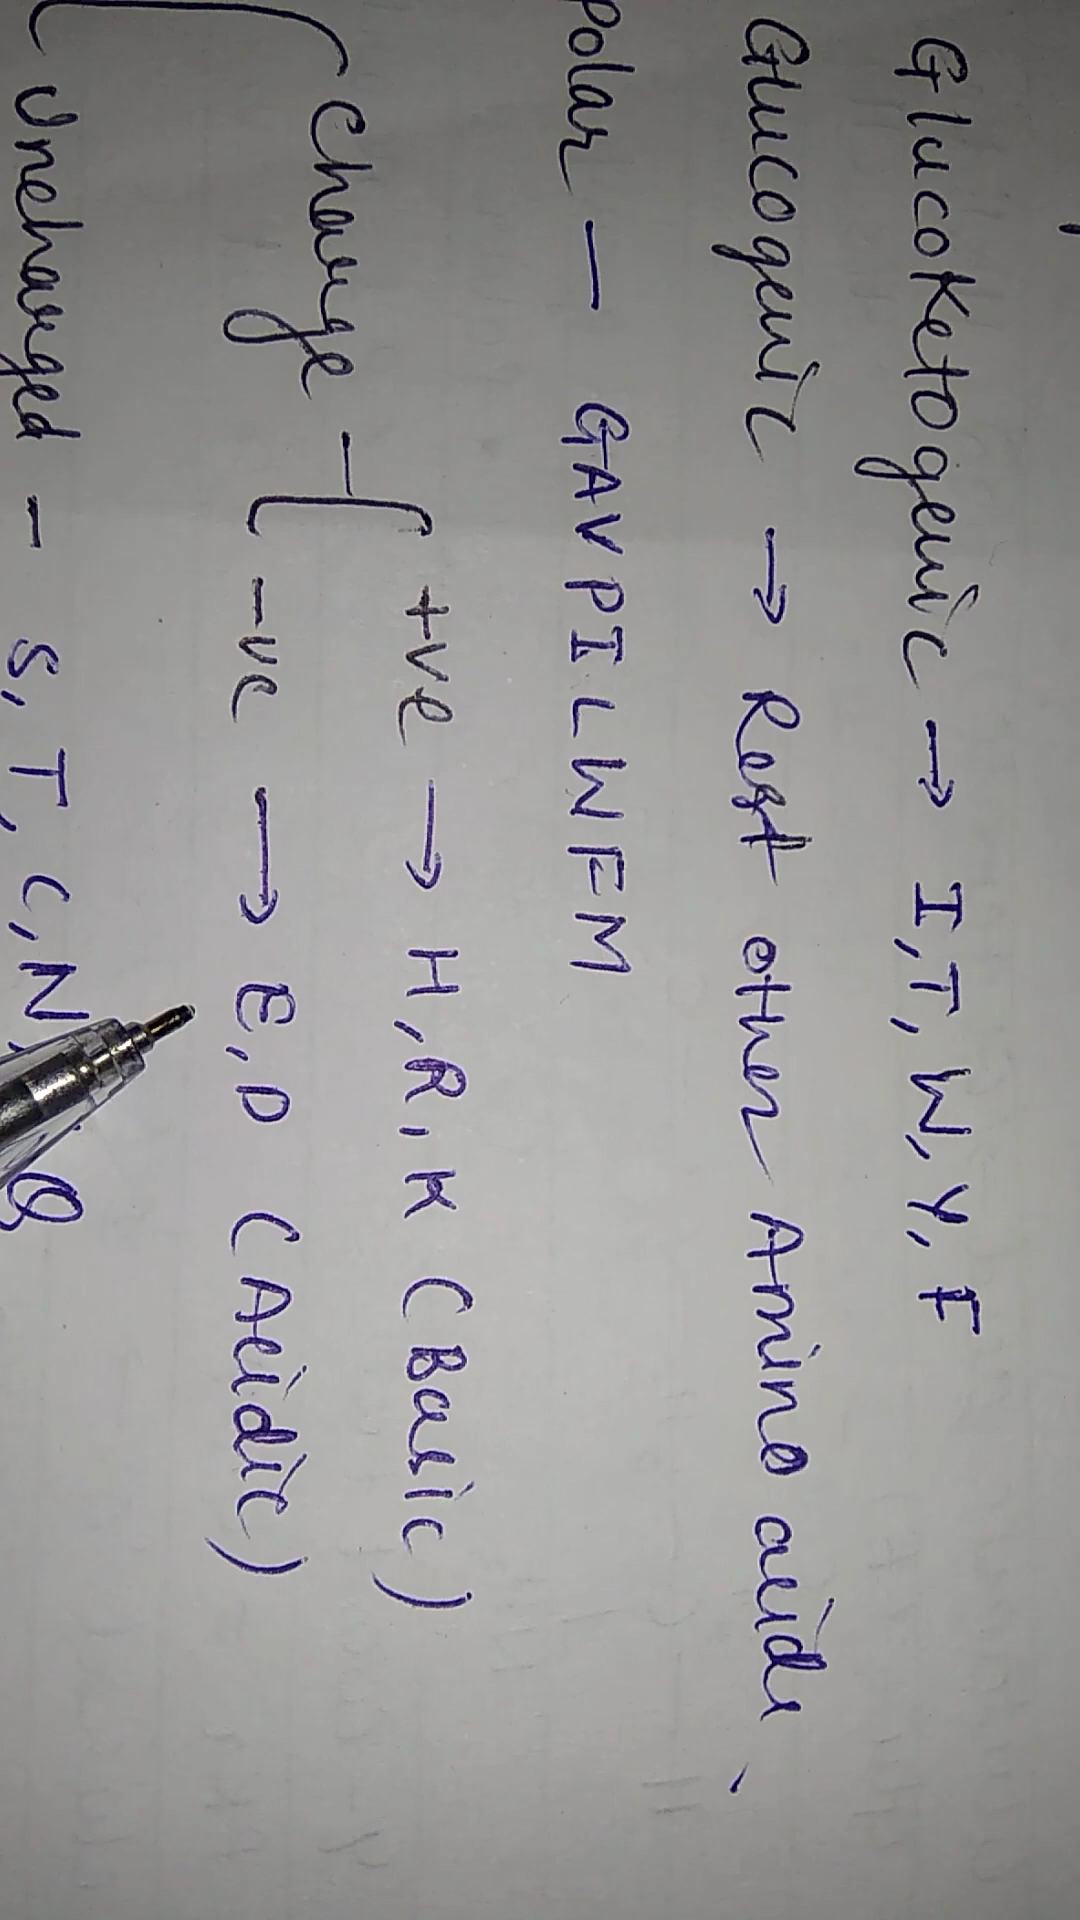 Glucoketogenic → I, T, W, Y, F
Glucogenic → Rest other Amino acids
Polar — GAVPILWFM
Charge - +ve → H, R, K (Basic)
-ve → E, D (Acidic)
Uncharged - S, T, C, N, Q